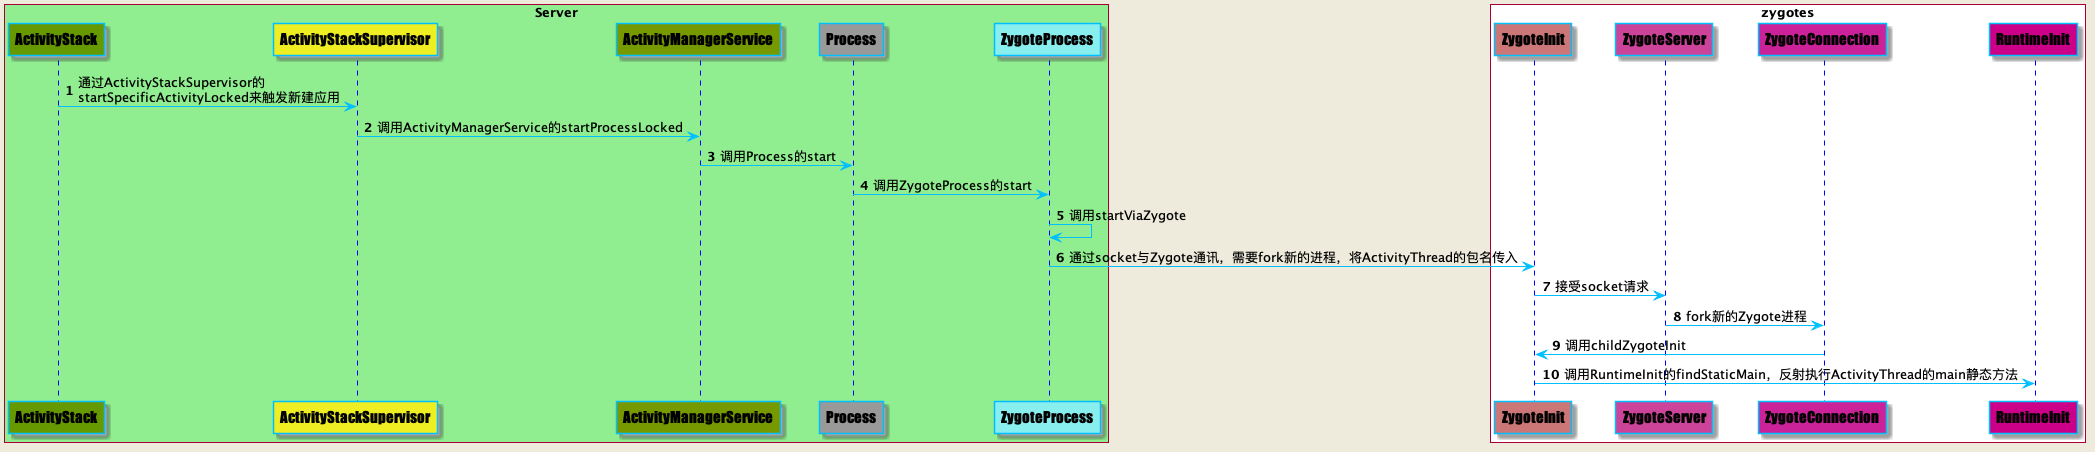 Server
zygotes
ActivityStack
ActivityStackSupervisor
ActivityManagerService
Process
ZygoteProcess
ZygoteInit
ZygoteServer
ZygoteConnection
RuntimeInit
1 通过ActivityStackSupervisor的
startSpecificActivityLocked来触发新建应用
2 调用ActivityManagerService的startProcessLocked
3 调用Process的start
4 调用ZygoteProcess的start
5 调用startViaZygote
6 通过socket与Zygote通讯，需要fork新的进程，将ActivityThread的包名传入
7 接受socket请求
8 fork新的Zygote进程
9 调用childZygoteInit
10 调用RuntimeInit的findStaticMain，反射执行ActivityThread的main静态方法
ActivityStack
ActivityStackSupervisor
ActivityManagerService
Process
ZygoteProcess
ZygoteInit
ZygoteServer
ZygoteConnection
RuntimeInit